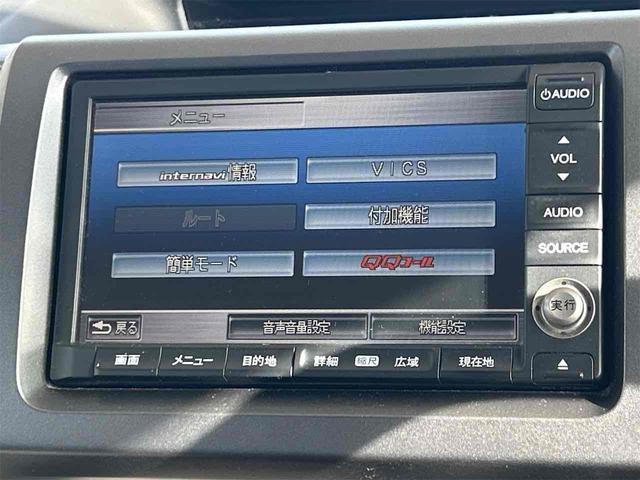 メニュー
internavi情報
VICS
ルート
付加機能
簡単モード
QQコール
戻る
音声音量設定
機能設定
画面
メニュー
目的地
詳細 縮尺 広域
現在地
AUDIO
VOL
AUDIO
SOURCE
実行